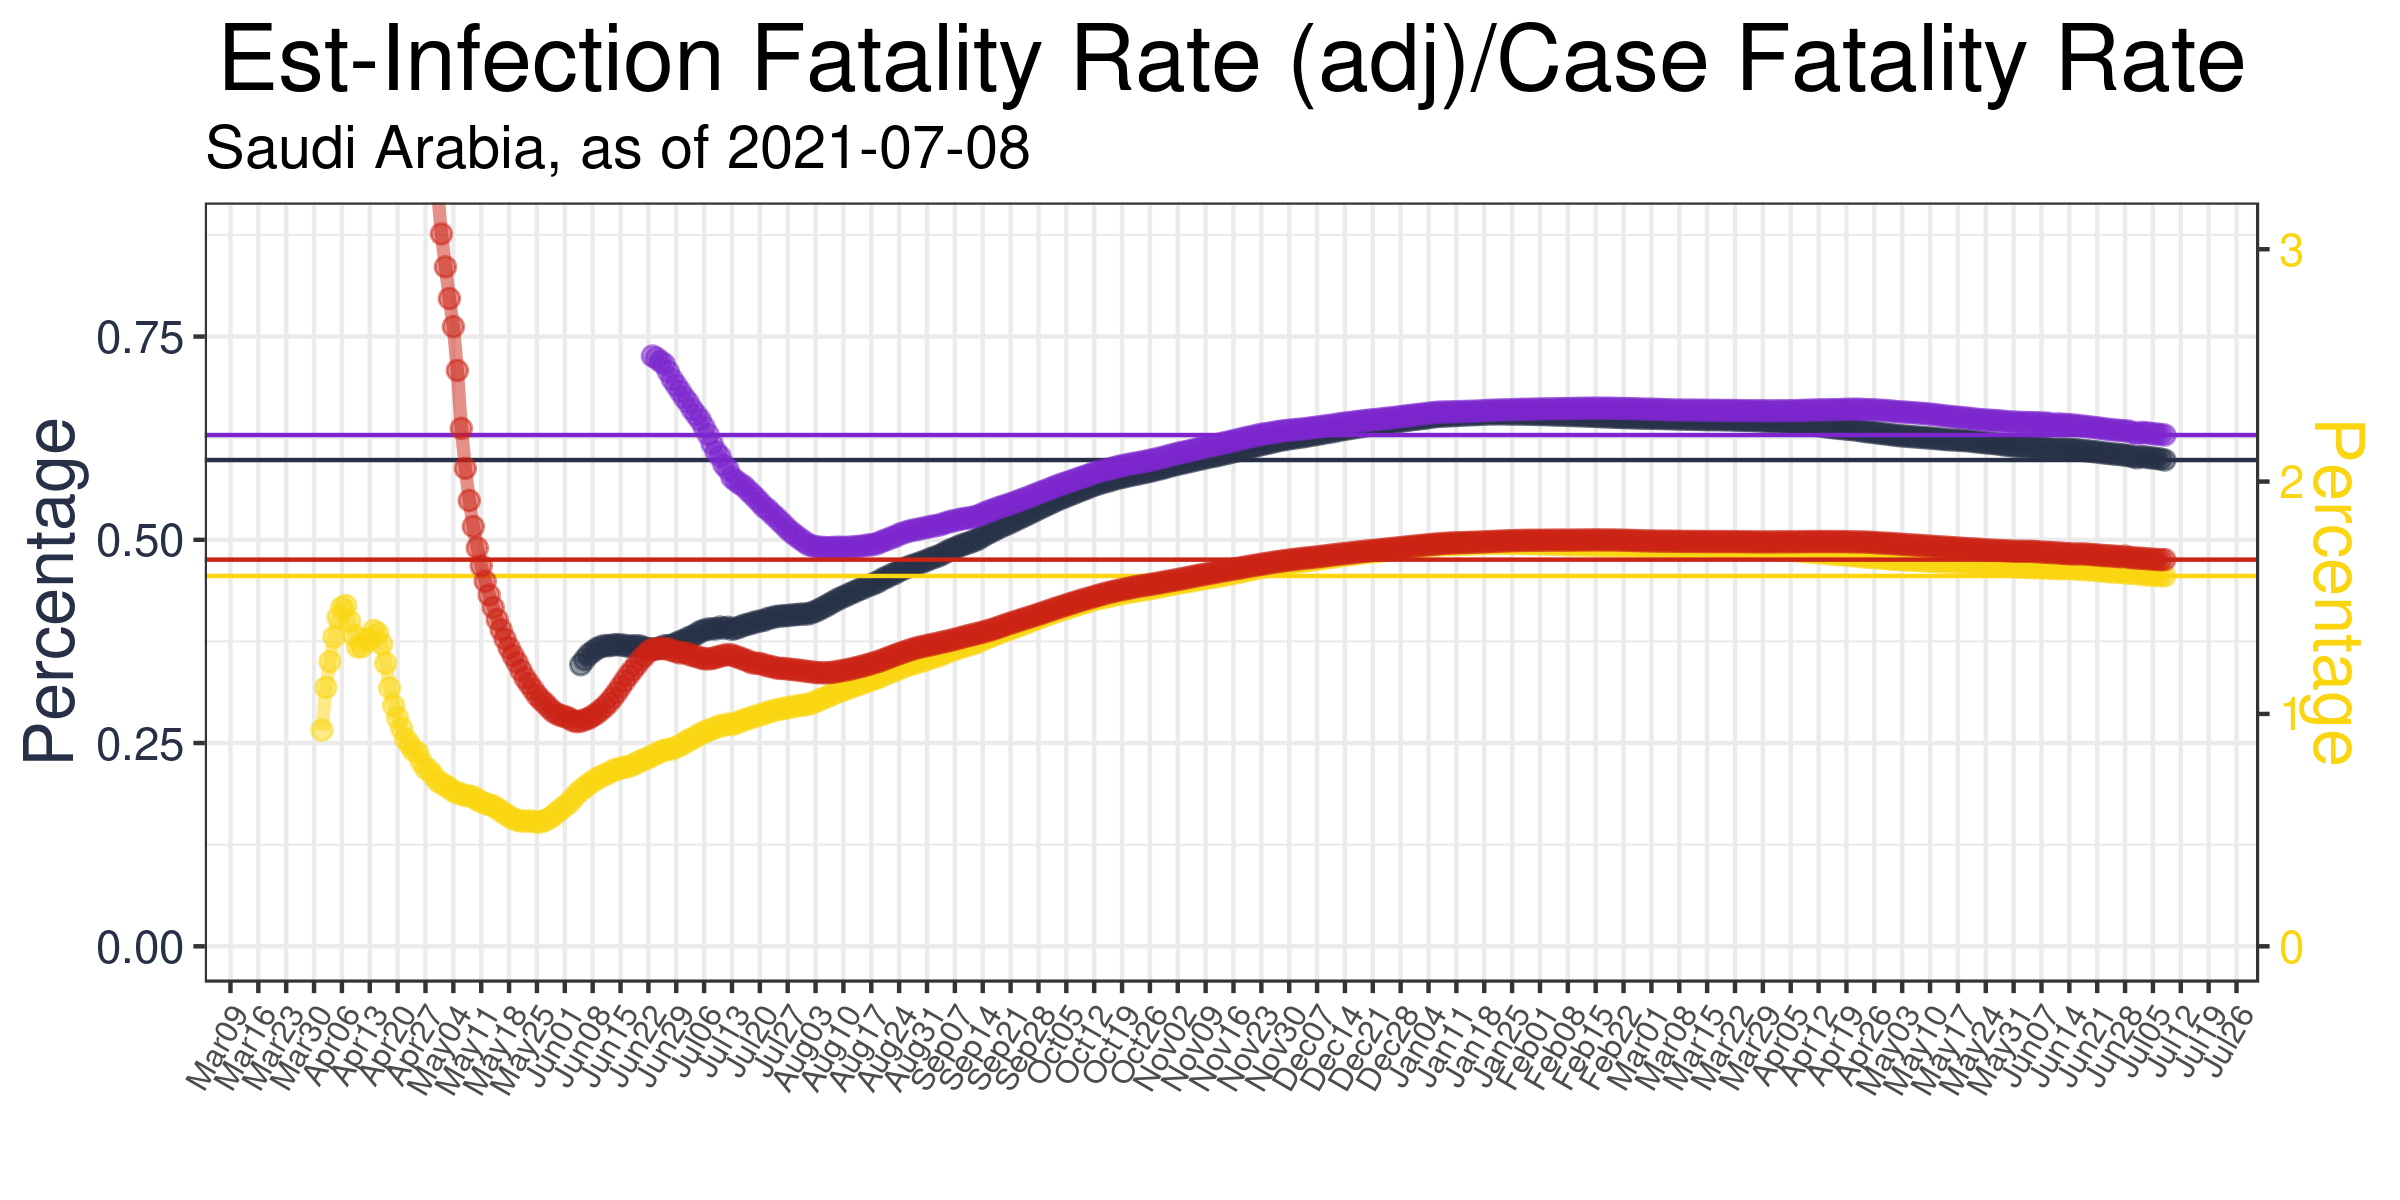 Est-Infection Fatality Rate (adj)/Case Fatality Rate
Saudi Arabia, as of 2021-07-08
Percentage
0.75
0.50
0.25
0.00
3
2
1
0
Percentage
Mar09
Mar16
Mar23
Mar30
Apr06
Apr13
Apr20
Apr27
May04
May11
May18
May25
Jun01
Jun08
Jun15
Jun22
Jun29
Jul06
Jul13
Jul20
Jul27
Aug03
Aug10
Aug17
Aug24
Aug31
Sep07
Sep14
Sep21
Sep28
Oct05
Oct12
Oct19
Oct26
Nov02
Nov09
Nov16
Nov23
Nov30
Dec07
Dec14
Dec21
Dec28
Jan04
Jan11
Jan18
Jan25
Feb01
Feb08
Feb15
Feb22
Mar01
Mar08
Mar15
Mar22
Mar29
Apr05
Apr12
Apr19
Apr26
May03
May10
May17
May24
May31
Jun07
Jun14
Jun21
Jun28
Jul05
Jul12
Jul19
Jul26